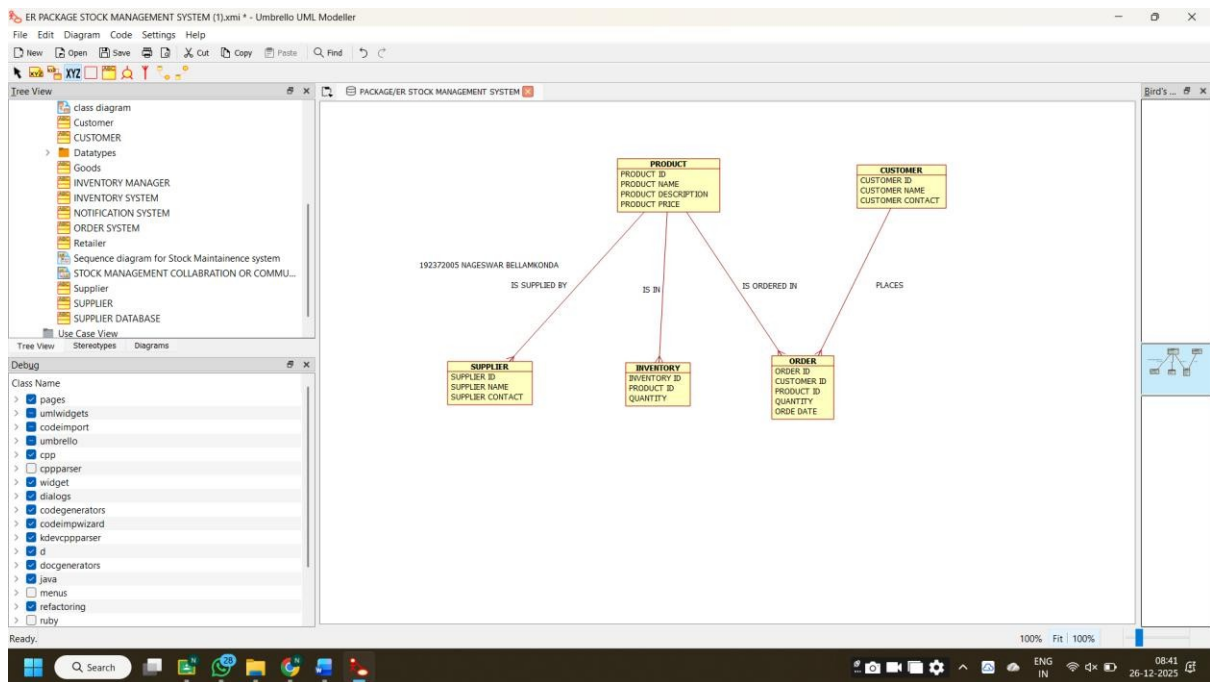 ER PACKAGE STOCK MANAGEMENT SYSTEM (1).xmi * - Umbrello UML Modeller
File Edit Diagram Code Settings Help
New Open Save Cut Copy Paste Find
XYZ
Tree View
class diagram
Customer
CUSTOMER
Datatypes
Goods
INVENTORY MANAGER
INVENTORY SYSTEM
NOTIFICATION SYSTEM
ORDER SYSTEM
Retailer
Sequence diagram for Stock Maintainence system
STOCK MANAGEMENT COLLABRATION OR COMMU...
Supplier
SUPPLIER
SUPPLIER DATABASE
Use Case View
Tree View Stereotypes Diagrams
Debug
Class Name
pages
umlwidgets
codeimport
umbrello
cpp
cppparser
widget
dialogs
codegenerators
codeimpwizard
kdevcppparser
d
docgenerators
java
menus
refactoring
ruby
PACKAGE/ER STOCK MANAGEMENT SYSTEM
PRODUCT
PRODUCT ID
PRODUCT NAME
PRODUCT DESCRIPTION
PRODUCT PRICE
CUSTOMER
CUSTOMER ID
CUSTOMER NAME
CUSTOMER CONTACT
192372005 NAGESWAR BELLAMKONDA
IS SUPPLIED BY
IS IN
IS ORDERED IN
PLACES
SUPPLIER
SUPPLIER ID
SUPPLIER NAME
SUPPLIER CONTACT
INVENTORY
INVENTORY ID
PRODUCT ID
QUANTITY
ORDER
ORDER ID
CUSTOMER ID
PRODUCT ID
QUANTITY
ORDE DATE
Bird's ...
Ready.
100% Fit 100%
Search
28
ENG
IN
08:41
26-12-2025